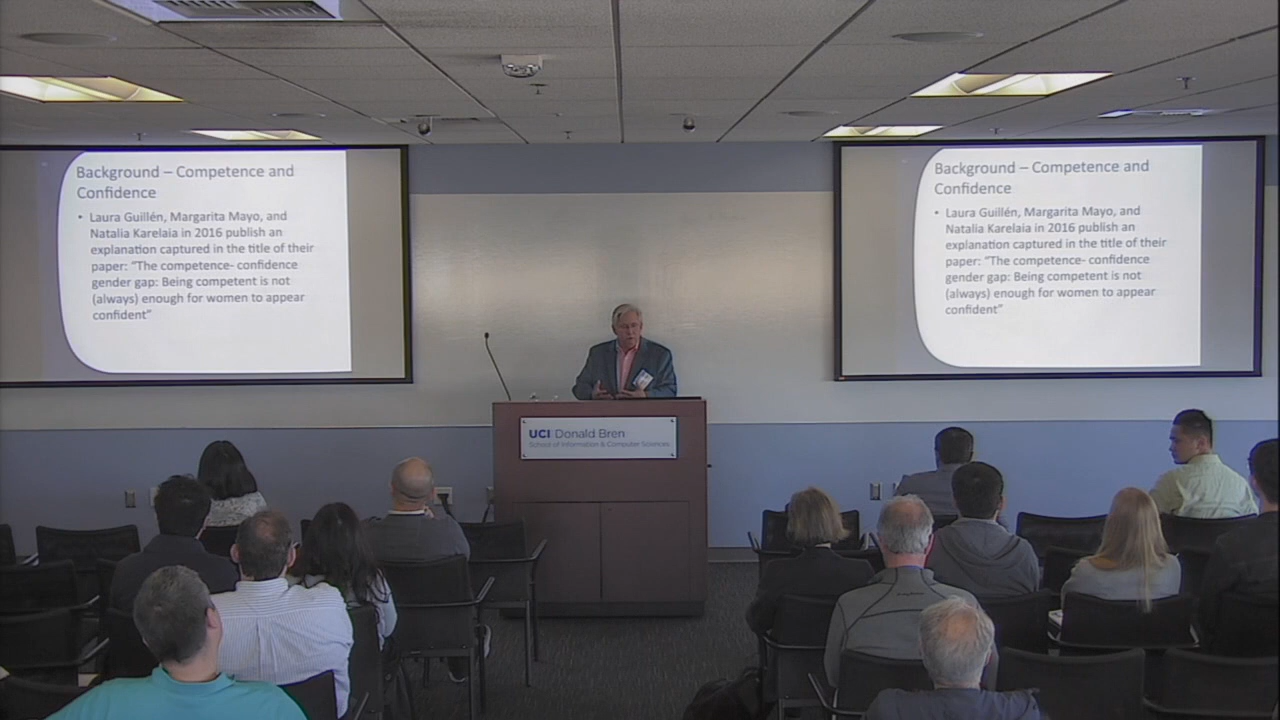 Background – Competence and
Confidence
• Laura Guillén, Margarita Mayo, and
Natalia Karelaia in 2016 publish an
explanation captured in the title of their
paper: "The competence- confidence
gender gap: Being competent is not
(always) enough for women to appear
confident"
Background – Competence and
Confidence
• Laura Guillén, Margarita Mayo, and
Natalia Karelaia in 2016 publish an
explanation captured in the title of their
paper: "The competence- confidence
gender gap: Being competent is not
(always) enough for women to appear
confident"
UCI Donald Bren
School of Information & Computer Sciences